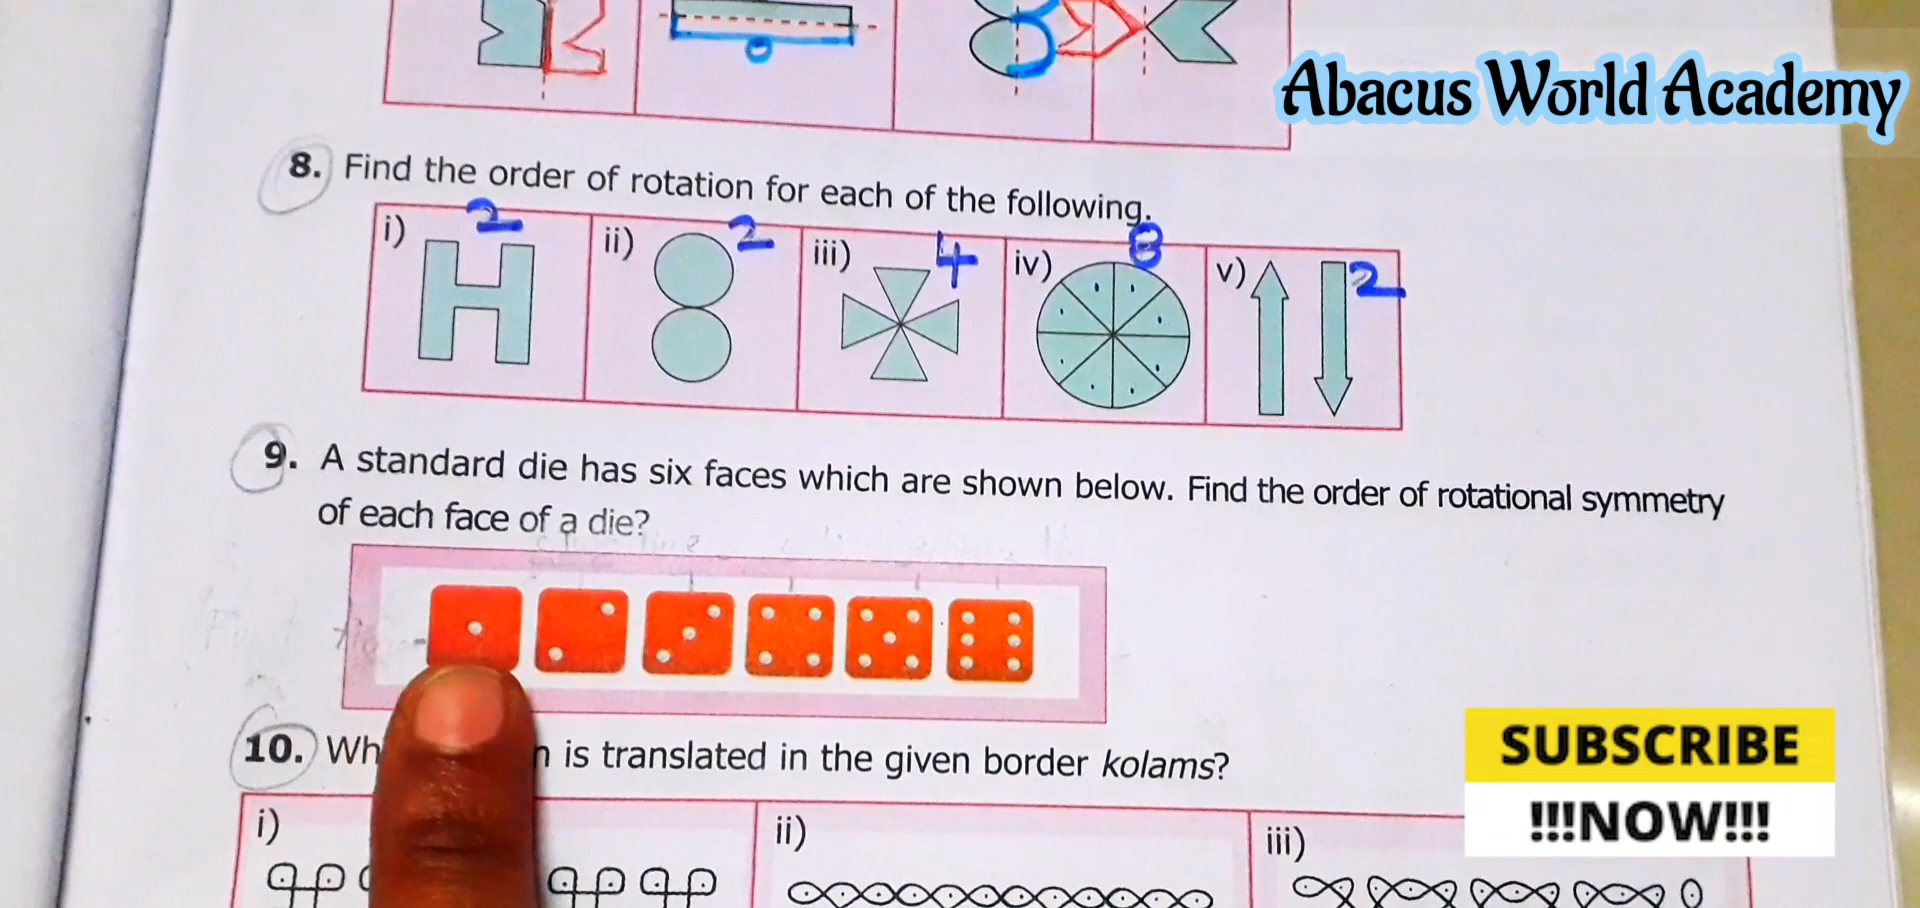 Abacus World Academy
8. Find the order of rotation for each of the following.
i) 2 ii) 2 iii) 4 iv) 8 v) 2
9. A standard die has six faces which are shown below. Find the order of rotational symmetry
of each face of a die?
10. Wh n is translated in the given border kolams?
i) ii) iii)
SUBSCRIBE
!!!NOW!!!